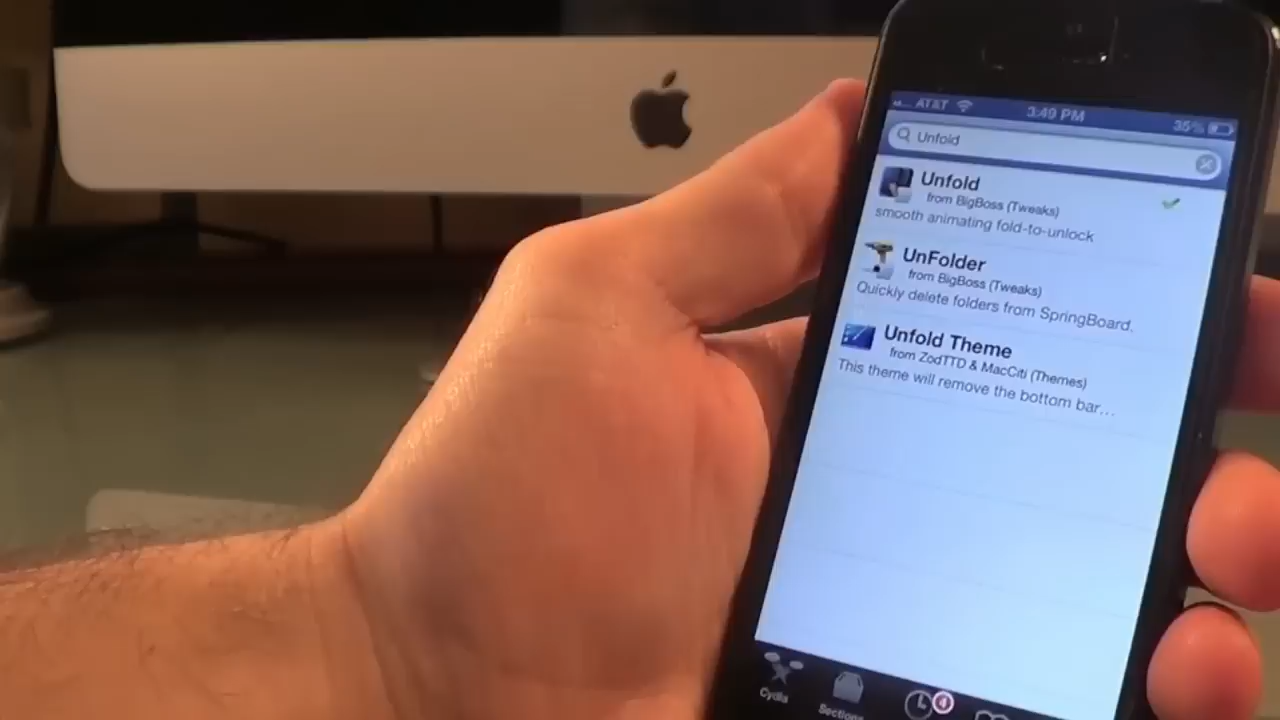 AT&T 3:49 PM 35%
Unfold
Unfold
from BigBoss (Tweaks)
smooth animating fold-to-unlock
UnFolder
from BigBoss (Tweaks)
Quickly delete folders from SpringBoard.
Unfold Theme
from ZodTTD & MacCiti (Themes)
This theme will remove the bottom bar...
Cydia Sections 4